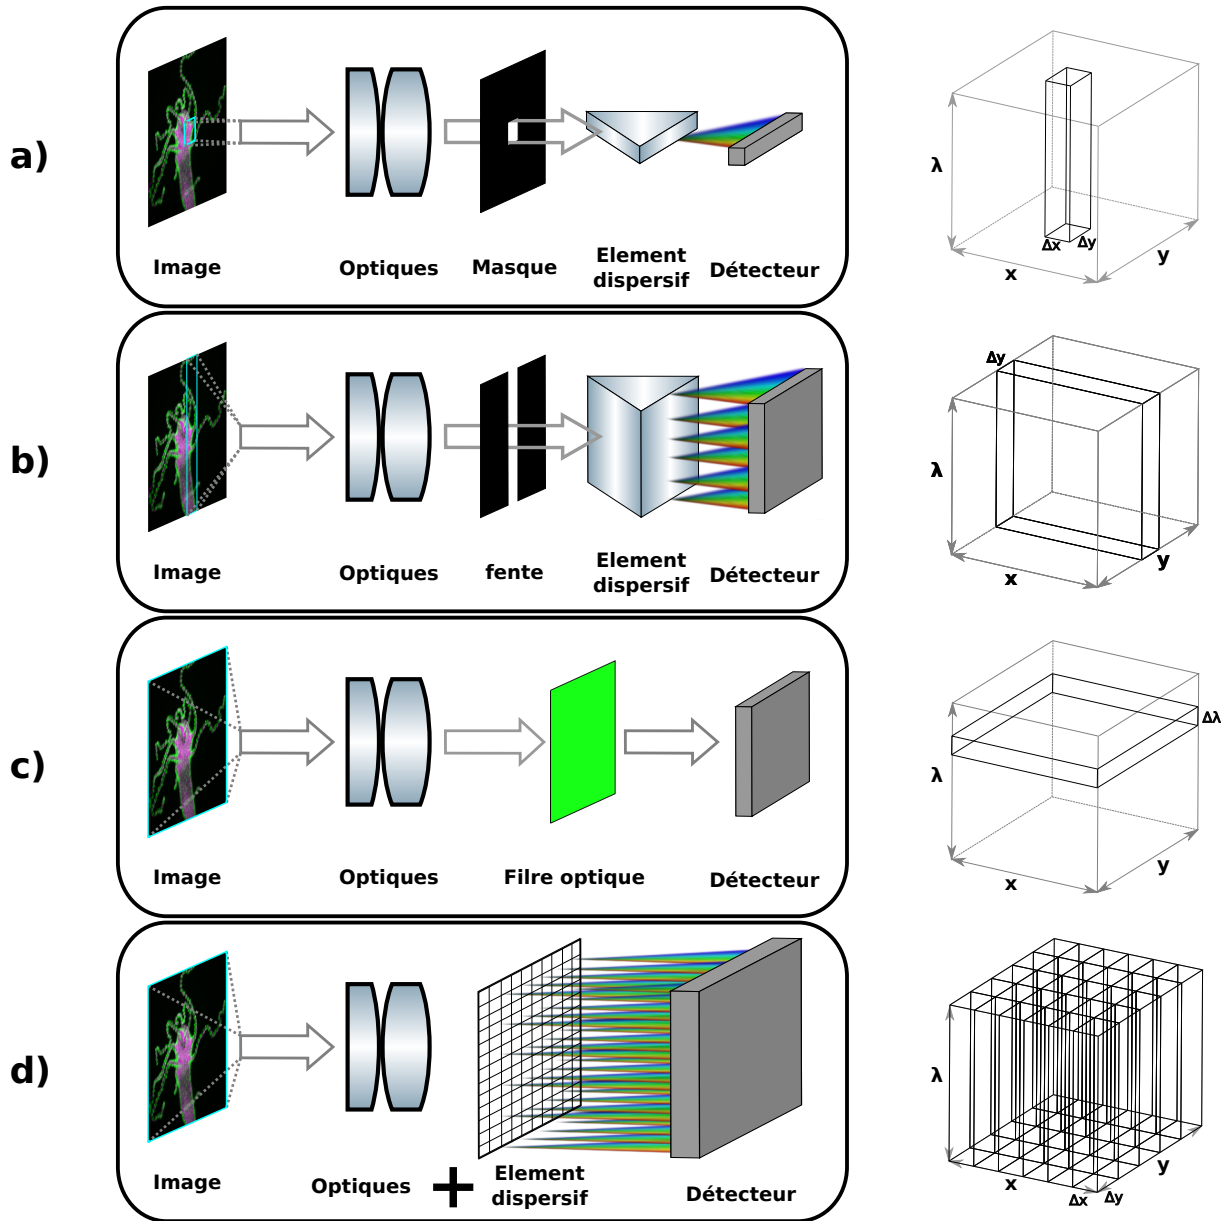 a)
Image
Optiques
Masque
Element
dispersif
Détecteur
λ
Δx
Δy
x
y
b)
Image
Optiques
fente
Element
dispersif
Détecteur
Δy
λ
x
y
c)
Image
Optiques
Filre optique
Détecteur
Δλ
λ
x
y
d)
Image
Optiques
+
Element
dispersif
Détecteur
λ
x
y
Δx
Δy